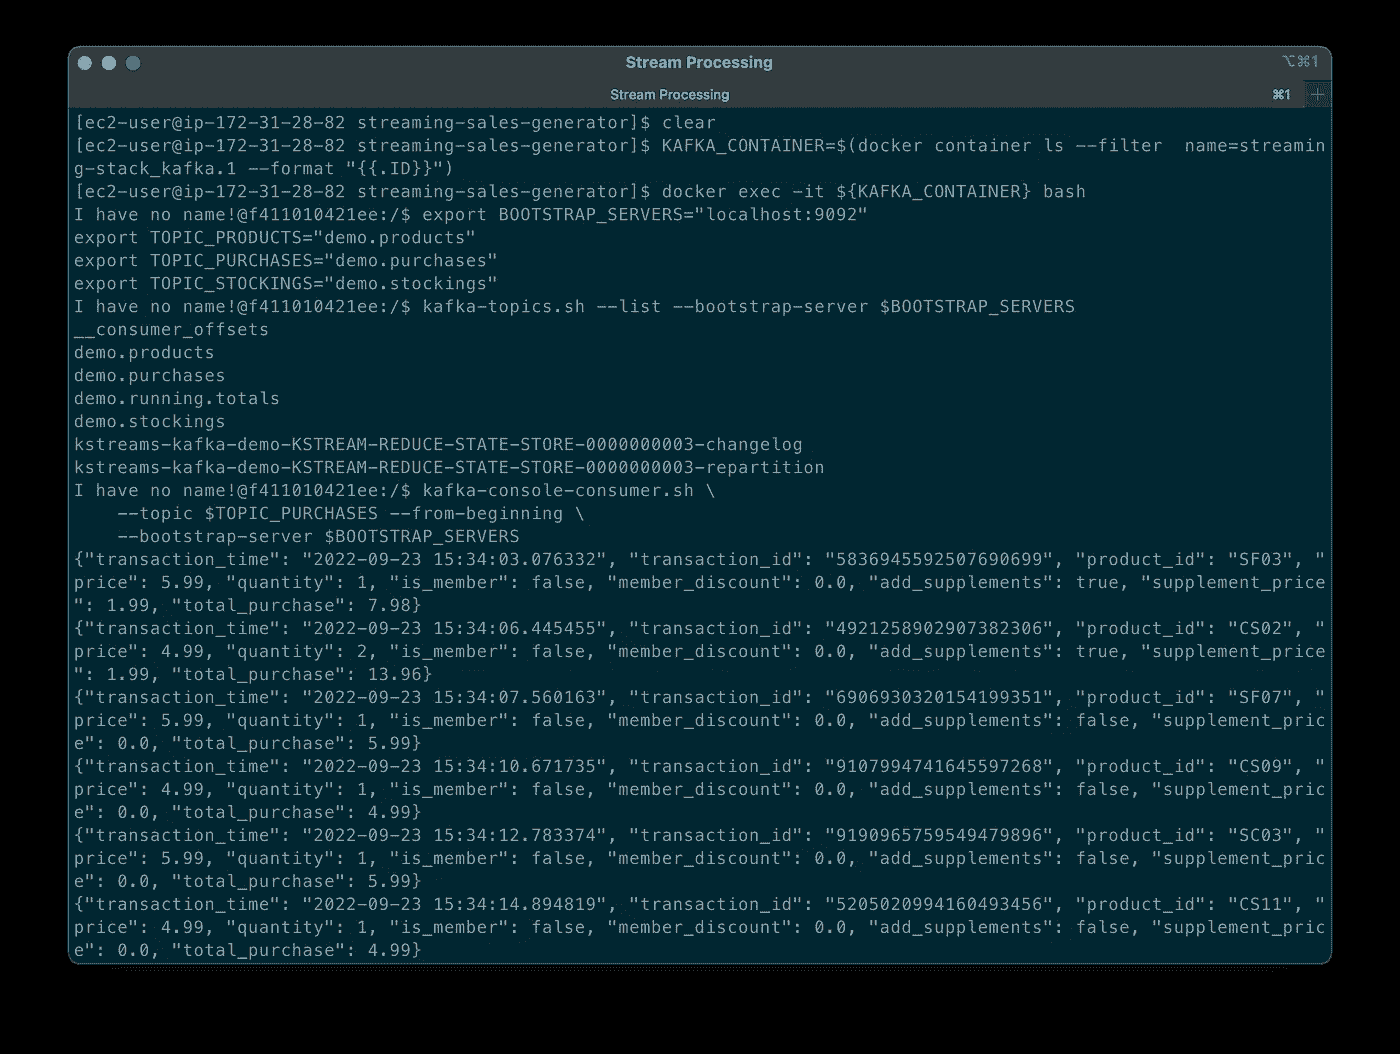 Stream Processing
⌥⌘1
Stream Processing
⌘1
+
[ec2-user@ip-172-31-28-82 streaming-sales-generator]$ clear
[ec2-user@ip-172-31-28-82 streaming-sales-generator]$ KAFKA_CONTAINER=$(docker container ls --filter  name=streamin
g-stack_kafka.1 --format "{{.ID}}")
[ec2-user@ip-172-31-28-82 streaming-sales-generator]$ docker exec -it ${KAFKA_CONTAINER} bash
I have no name!@f411010421ee:/$ export BOOTSTRAP_SERVERS="localhost:9092"
export TOPIC_PRODUCTS="demo.products"
export TOPIC_PURCHASES="demo.purchases"
export TOPIC_STOCKINGS="demo.stockings"
I have no name!@f411010421ee:/$ kafka-topics.sh --list --bootstrap-server $BOOTSTRAP_SERVERS
__consumer_offsets
demo.products
demo.purchases
demo.running.totals
demo.stockings
kstreams-kafka-demo-KSTREAM-REDUCE-STATE-STORE-0000000003-changelog
kstreams-kafka-demo-KSTREAM-REDUCE-STATE-STORE-0000000003-repartition
I have no name!@f411010421ee:/$ kafka-console-consumer.sh \
    --topic $TOPIC_PURCHASES --from-beginning \
    --bootstrap-server $BOOTSTRAP_SERVERS
{"transaction_time": "2022-09-23 15:34:03.076332", "transaction_id": "5836945592507690699", "product_id": "SF03", "
price": 5.99, "quantity": 1, "is_member": false, "member_discount": 0.0, "add_supplements": true, "supplement_price
": 1.99, "total_purchase": 7.98}
{"transaction_time": "2022-09-23 15:34:06.445455", "transaction_id": "4921258902907382306", "product_id": "CS02", "
price": 4.99, "quantity": 2, "is_member": false, "member_discount": 0.0, "add_supplements": true, "supplement_price
": 1.99, "total_purchase": 13.96}
{"transaction_time": "2022-09-23 15:34:07.560163", "transaction_id": "6906930320154199351", "product_id": "SF07", "
price": 5.99, "quantity": 1, "is_member": false, "member_discount": 0.0, "add_supplements": false, "supplement_pric
e": 0.0, "total_purchase": 5.99}
{"transaction_time": "2022-09-23 15:34:10.671735", "transaction_id": "9107994741645597268", "product_id": "CS09", "
price": 4.99, "quantity": 1, "is_member": false, "member_discount": 0.0, "add_supplements": false, "supplement_pric
e": 0.0, "total_purchase": 4.99}
{"transaction_time": "2022-09-23 15:34:12.783374", "transaction_id": "9190965759549479896", "product_id": "SC03", "
price": 5.99, "quantity": 1, "is_member": false, "member_discount": 0.0, "add_supplements": false, "supplement_pric
e": 0.0, "total_purchase": 5.99}
{"transaction_time": "2022-09-23 15:34:14.894819", "transaction_id": "5205020994160493456", "product_id": "CS11", "
price": 4.99, "quantity": 1, "is_member": false, "member_discount": 0.0, "add_supplements": false, "supplement_pric
e": 0.0, "total_purchase": 4.99}